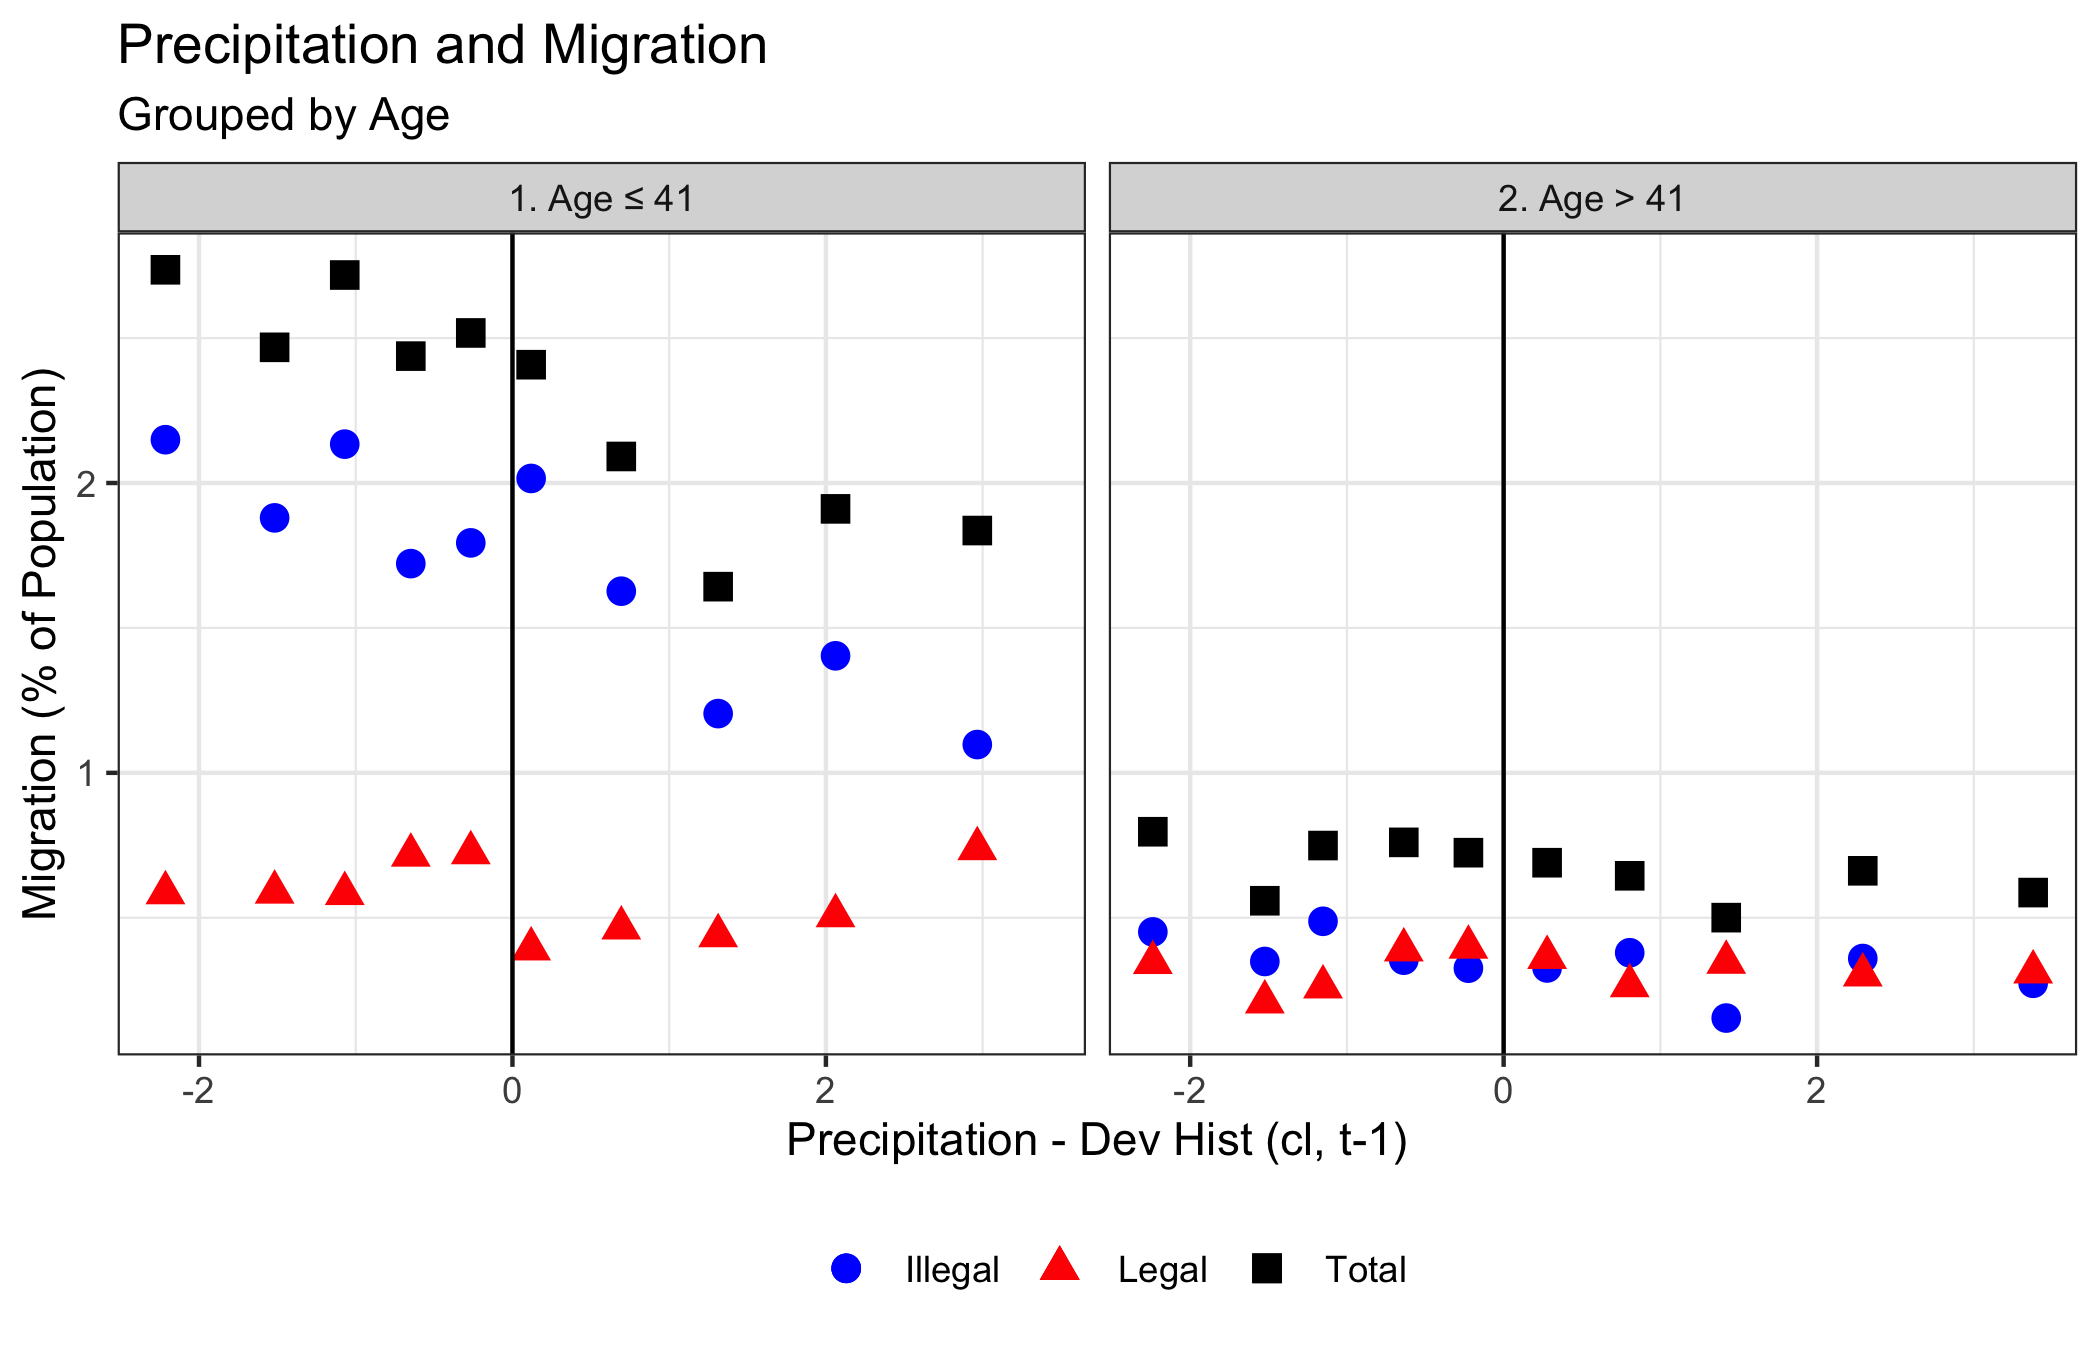 Precipitation and Migration
Grouped by Age
1. Age ≤ 41
2. Age > 41
Migration (% of Population)
2
1
-2
0
2
-2
0
2
Precipitation - Dev Hist (cl, t-1)
Illegal
Legal
Total